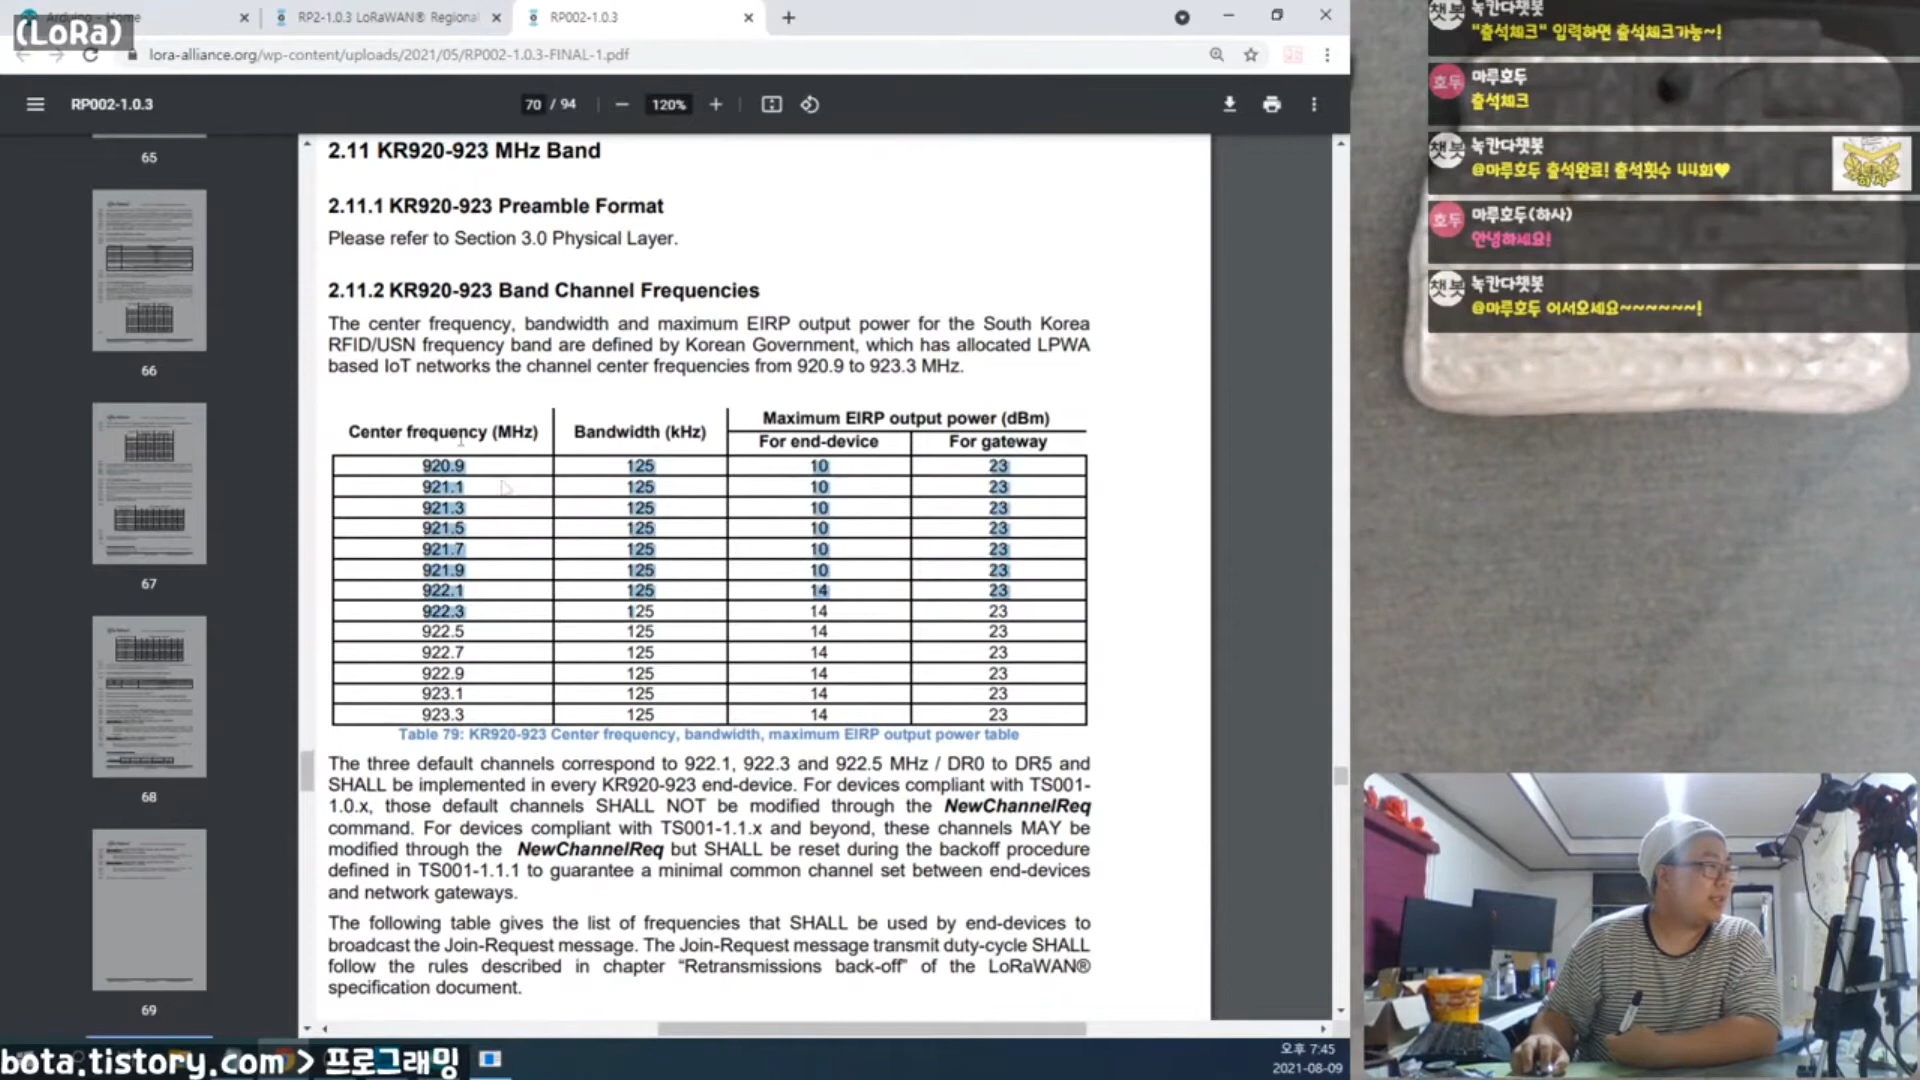 (LoRa)
Arduino - Home
RP2-1.0.3 LoRaWAN® Regional
RP002-1.0.3
lora-alliance.org/wp-content/uploads/2021/05/RP002-1.0.3-FINAL-1.pdf
RP002-1.0.3
70 / 94
120%
65
66
67
68
69
2.11 KR920-923 MHz Band
2.11.1 KR920-923 Preamble Format
Please refer to Section 3.0 Physical Layer.
2.11.2 KR920-923 Band Channel Frequencies
The center frequency, bandwidth and maximum EIRP output power for the South Korea
RFID/USN frequency band are defined by Korean Government, which has allocated LPWA
based IoT networks the channel center frequencies from 920.9 to 923.3 MHz.
Center frequency (MHz) Bandwidth (kHz) Maximum EIRP output power (dBm)
For end-device For gateway
920.9 125 10 23
921.1 125 10 23
921.3 125 10 23
921.5 125 10 23
921.7 125 10 23
921.9 125 10 23
922.1 125 14 23
922.3 125 14 23
922.5 125 14 23
922.7 125 14 23
922.9 125 14 23
923.1 125 14 23
923.3 125 14 23
Table 79: KR920-923 Center frequency, bandwidth, maximum EIRP output power table
The three default channels correspond to 922.1, 922.3 and 922.5 MHz / DR0 to DR5 and
SHALL be implemented in every KR920-923 end-device. For devices compliant with TS001-
1.0.x, those default channels SHALL NOT be modified through the NewChannelReq
command. For devices compliant with TS001-1.1.x and beyond, these channels MAY be
modified through the NewChannelReq but SHALL be reset during the backoff procedure
defined in TS001-1.1.1 to guarantee a minimal common channel set between end-devices
and network gateways.
The following table gives the list of frequencies that SHALL be used by end-devices to
broadcast the Join-Request message. The Join-Request message transmit duty-cycle SHALL
follow the rules described in chapter “Retransmissions back-off” of the LoRaWAN®
specification document.
bota.tistory.com > 프로그래밍
오후 7:45
2021-08-09
챗봇 녹칸다챗봇
"출석체크" 입력하면 출석체크가능~!
호두 마루호두
출석체크
챗봇 녹칸다챗봇
@마루호두 출석완료! 출석횟수 44회♥
하사
호두 마루호두(하사)
안녕하세요!
챗봇 녹칸다챗봇
@마루호두 어서오세요~~~~~~!